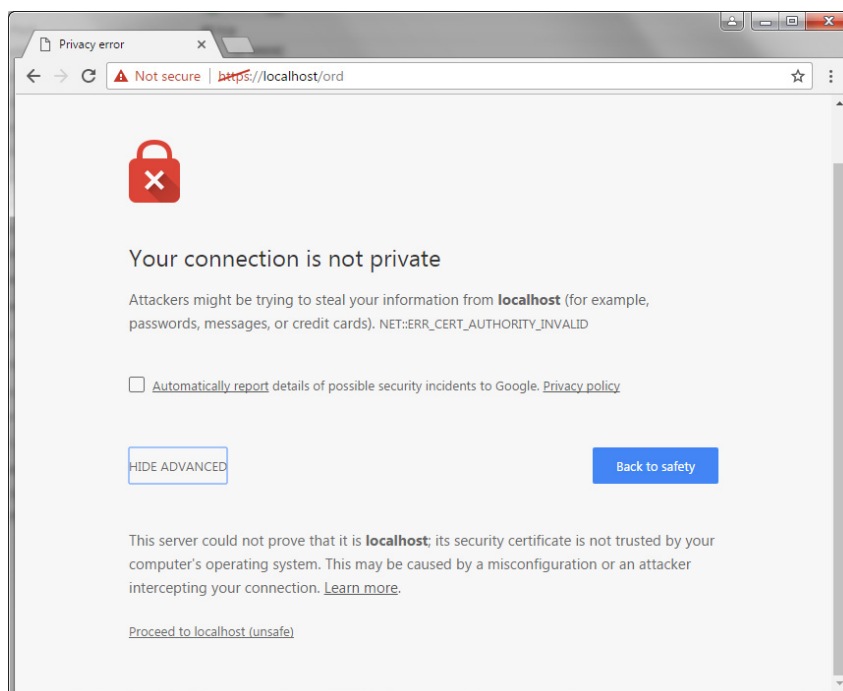 Privacy error
Not secure | https://localhost/ord
Your connection is not private
Attackers might be trying to steal your information from localhost (for example,
passwords, messages, or credit cards). NET::ERR_CERT_AUTHORITY_INVALID
Automatically report details of possible security incidents to Google. Privacy policy
HIDE ADVANCED
Back to safety
This server could not prove that it is localhost; its security certificate is not trusted by your
computer's operating system. This may be caused by a misconfiguration or an attacker
intercepting your connection. Learn more.
Proceed to localhost (unsafe)